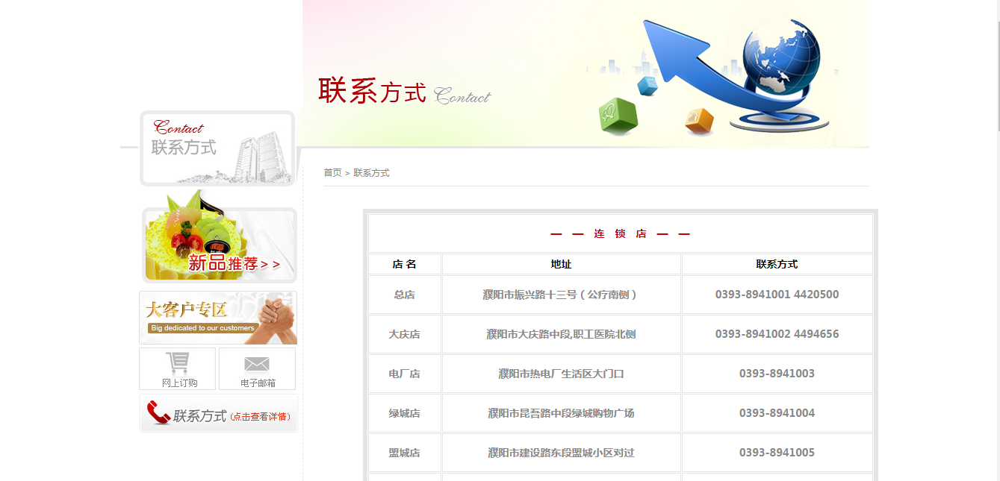 联系方式 Contact
Contact
联系方式
新品推荐>>
大客户专区
Big dedicated to our customers
网上订购
电子邮箱
联系方式(点击查看详情)
首页 > 联系方式
— — 连 锁 店 — —
店 名 地址 联系方式
总店 濮阳市振兴路十三号（公疗南侧） 0393-8941001 4420500
大庆店 濮阳市大庆路中段,职工医院北侧 0393-8941002 4494656
电厂店 濮阳市热电厂生活区大门口 0393-8941003
绿城店 濮阳市昆吾路中段绿城购物广场 0393-8941004
盟城店 濮阳市建设路东段盟城小区对过 0393-8941005